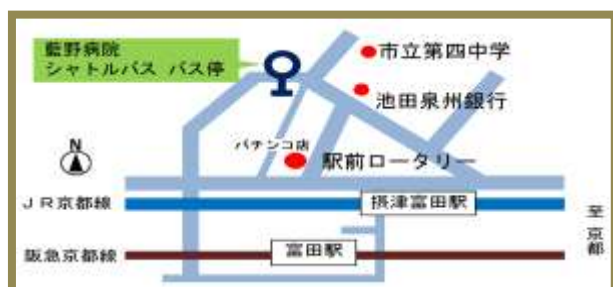 藍野病院
シャトルバス バス停
市立第四中学
池田泉州銀行
パチンコ店
駅前ロータリー
N
JR京都線
摂津富田駅
至 京都
阪急京都線
富田駅